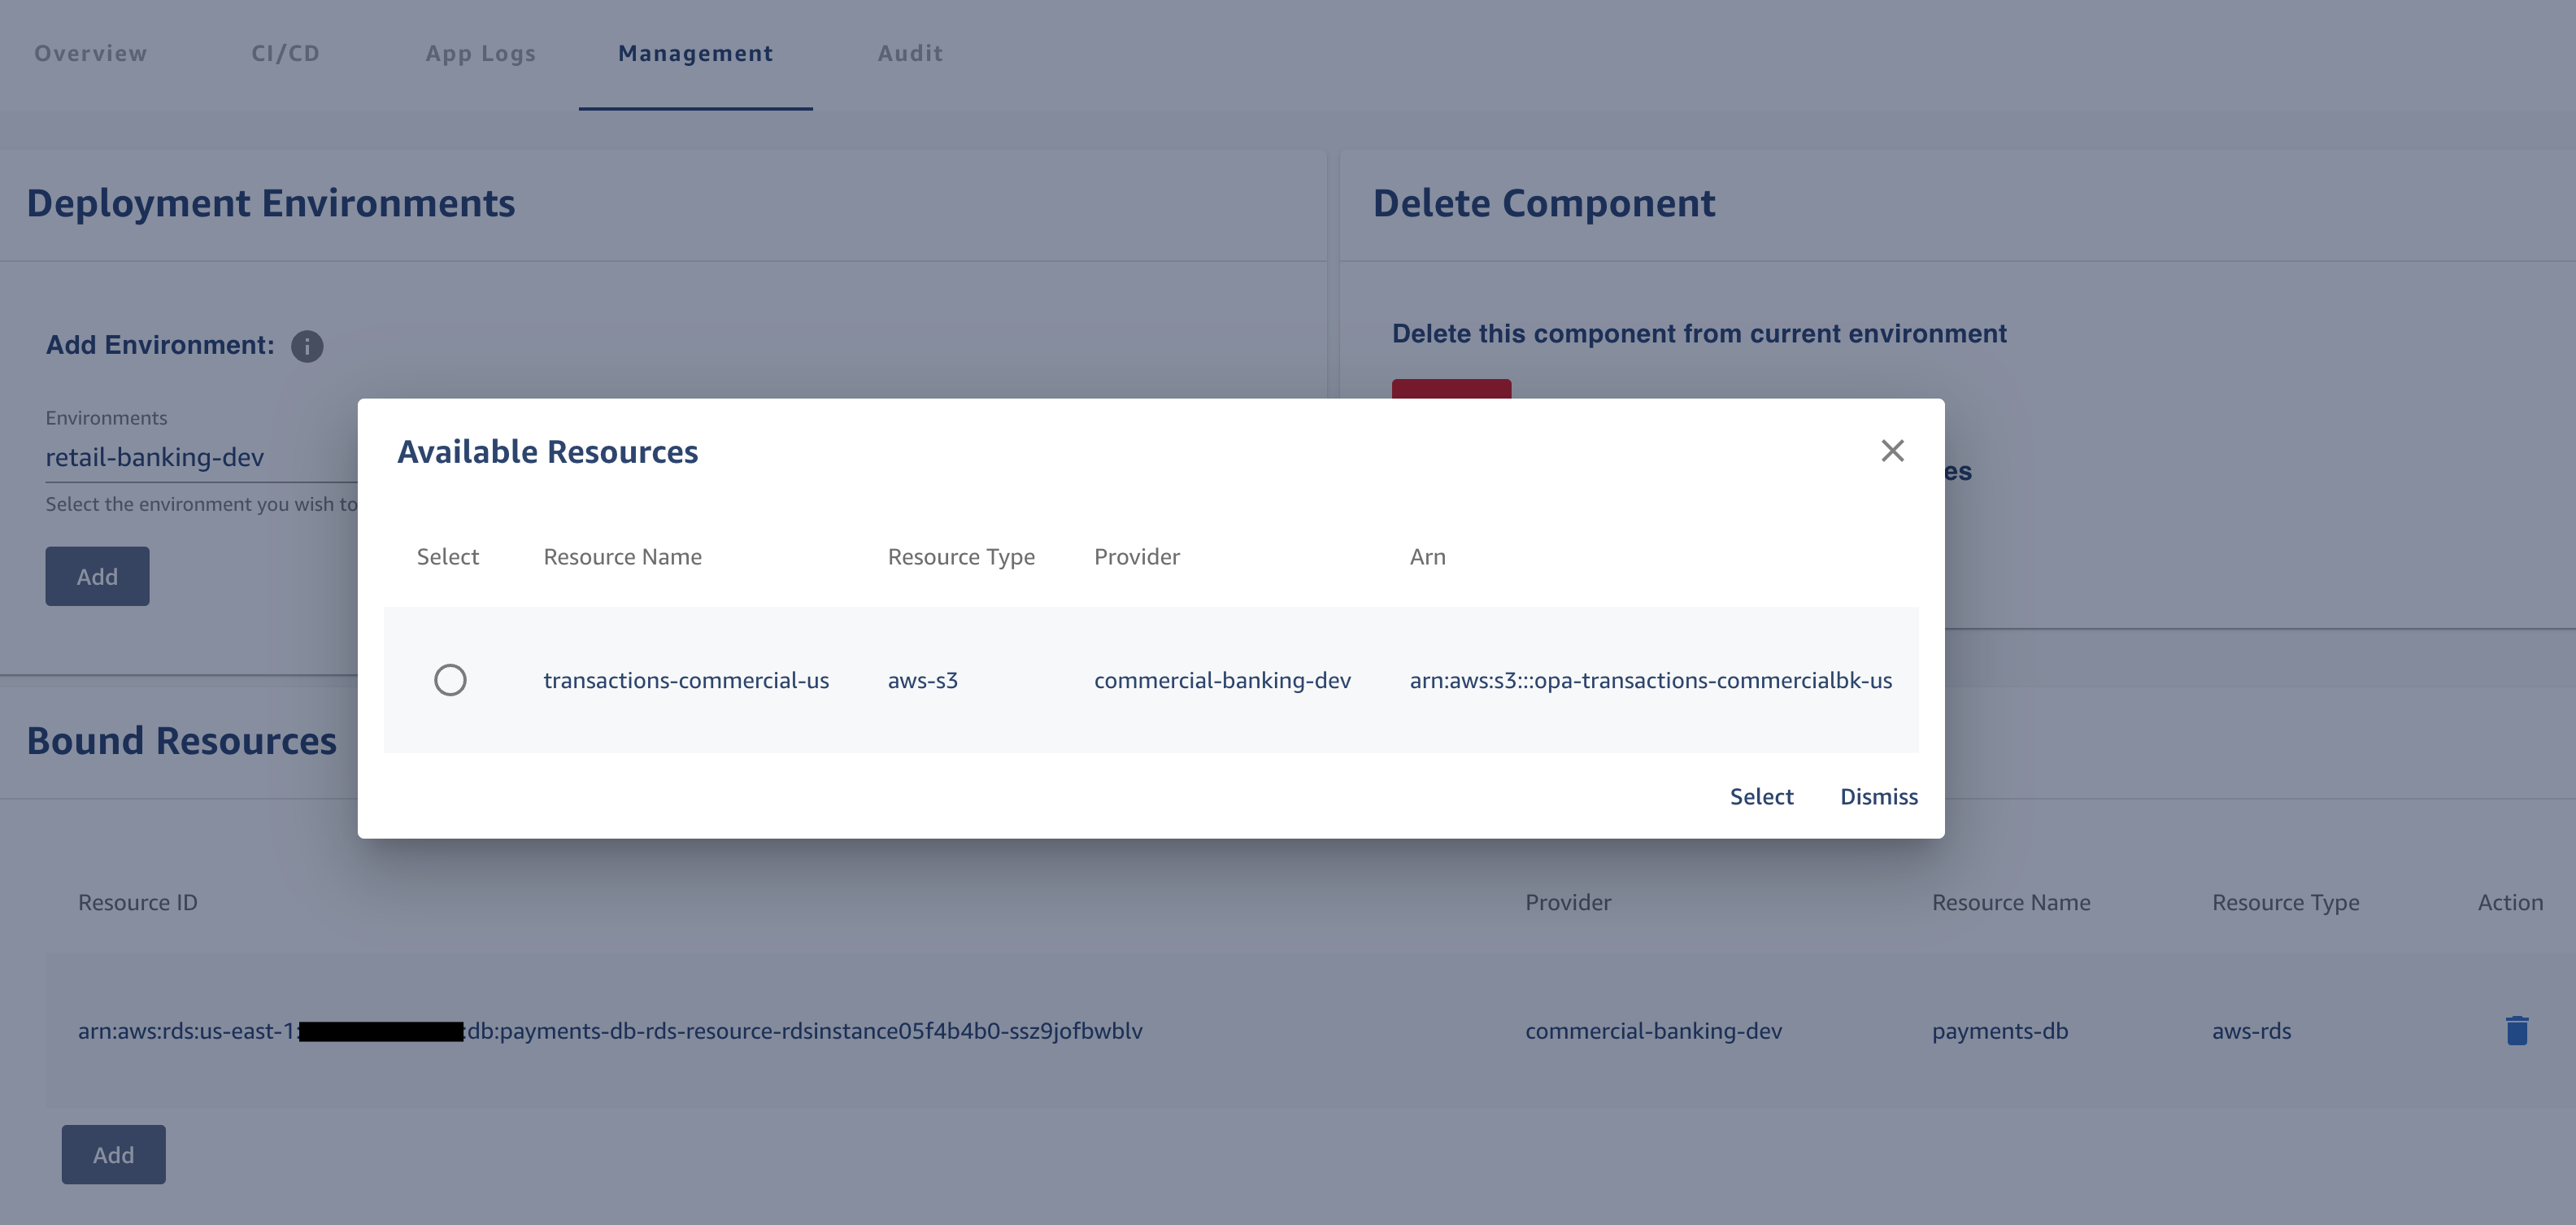 Overview CI/CD App Logs Management Audit
Deployment Environments
Delete Component
Add Environment: i
Delete this component from current environment
Environments
retail-banking-dev
Select the environment you wish to
Add
es
Available Resources
Select Resource Name Resource Type Provider Arn
transactions-commercial-us aws-s3 commercial-banking-dev arn:aws:s3:::opa-transactions-commercialbk-us
Select Dismiss
Bound Resources
Resource ID Provider Resource Name Resource Type Action
arn:aws:rds:us-east-1: :db:payments-db-rds-resource-rdsinstance05f4b4b0-ssz9jofbwblv commercial-banking-dev payments-db aws-rds
Add